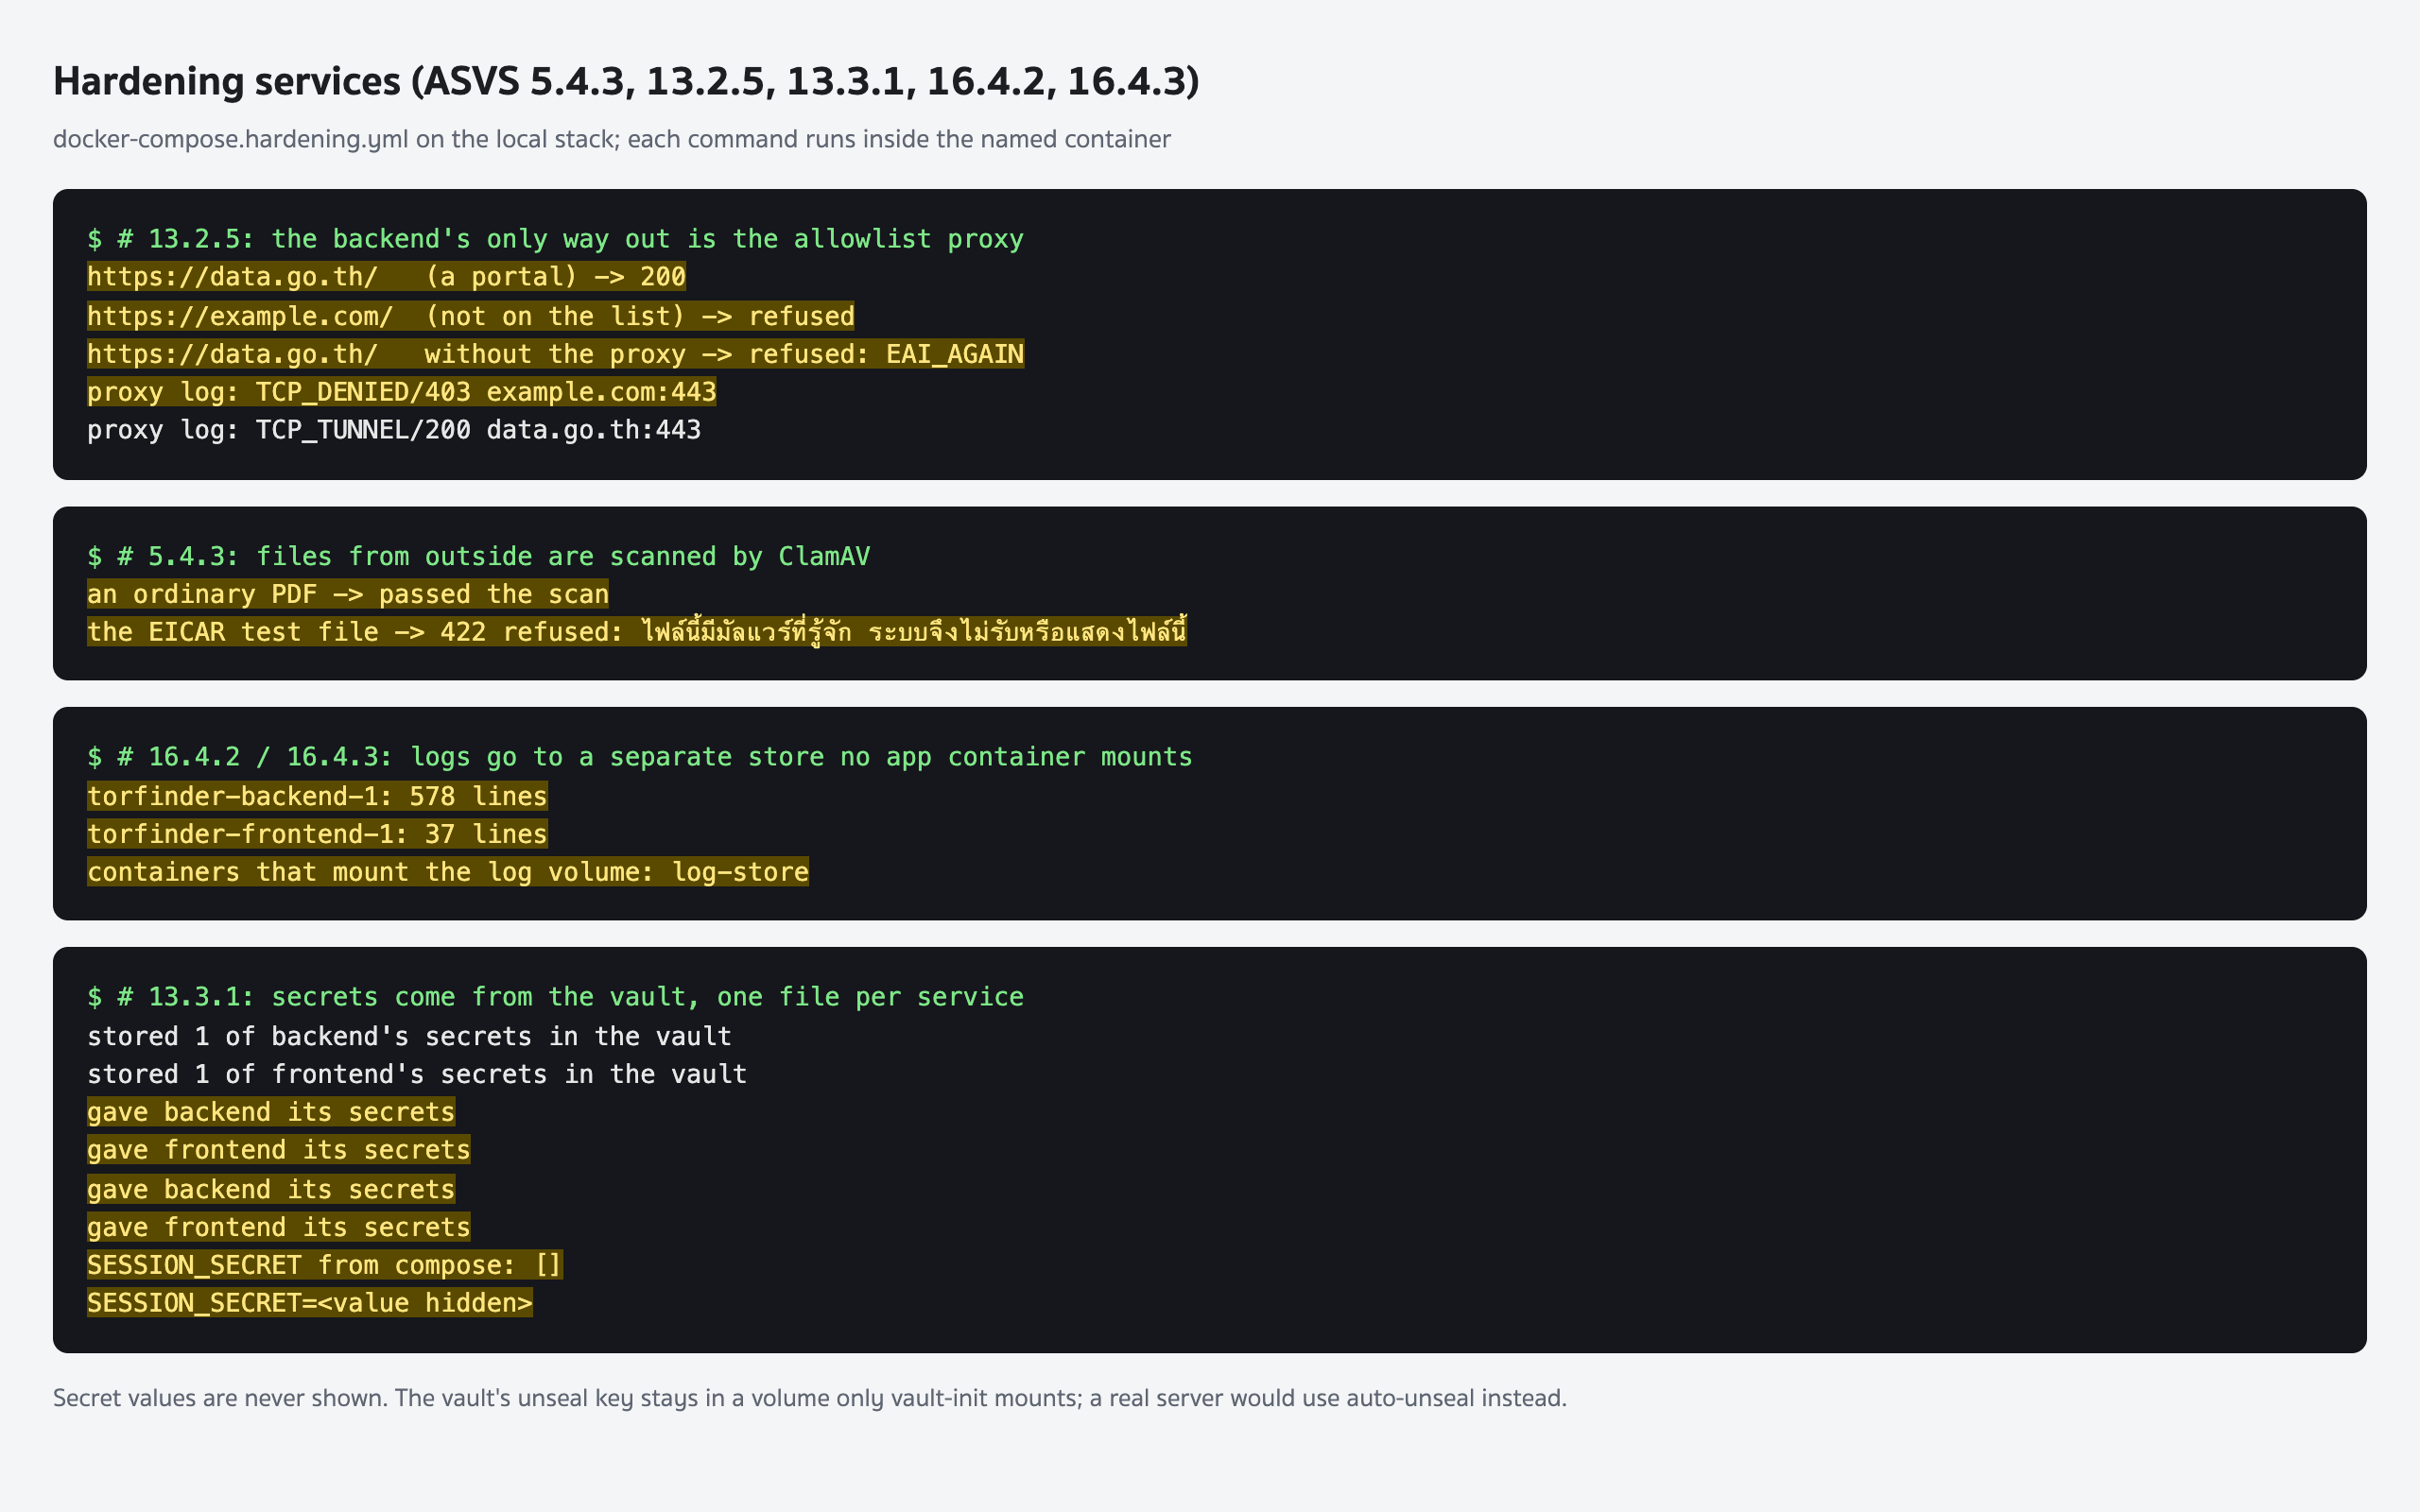 Hardening services (ASVS 5.4.3, 13.2.5, 13.3.1, 16.4.2, 16.4.3)
docker-compose.hardening.yml on the local stack; each command runs inside the named container
$ # 13.2.5: the backend's only way out is the allowlist proxy
https://data.go.th/   (a portal) -> 200
https://example.com/  (not on the list) -> refused
https://data.go.th/   without the proxy -> refused: EAI_AGAIN
proxy log: TCP_DENIED/403 example.com:443
proxy log: TCP_TUNNEL/200 data.go.th:443
$ # 5.4.3: files from outside are scanned by ClamAV
an ordinary PDF -> passed the scan
the EICAR test file -> 422 refused: ไฟล์นี้มีมัลแวร์ที่รู้จัก ระบบจึงไม่รับหรือแสดงไฟล์นี้
$ # 16.4.2 / 16.4.3: logs go to a separate store no app container mounts
torfinder-backend-1: 578 lines
torfinder-frontend-1: 37 lines
containers that mount the log volume: log-store
$ # 13.3.1: secrets come from the vault, one file per service
stored 1 of backend's secrets in the vault
stored 1 of frontend's secrets in the vault
gave backend its secrets
gave frontend its secrets
gave backend its secrets
gave frontend its secrets
SESSION_SECRET from compose: []
SESSION_SECRET=<value hidden>
Secret values are never shown. The vault's unseal key stays in a volume only vault-init mounts; a real server would use auto-unseal instead.